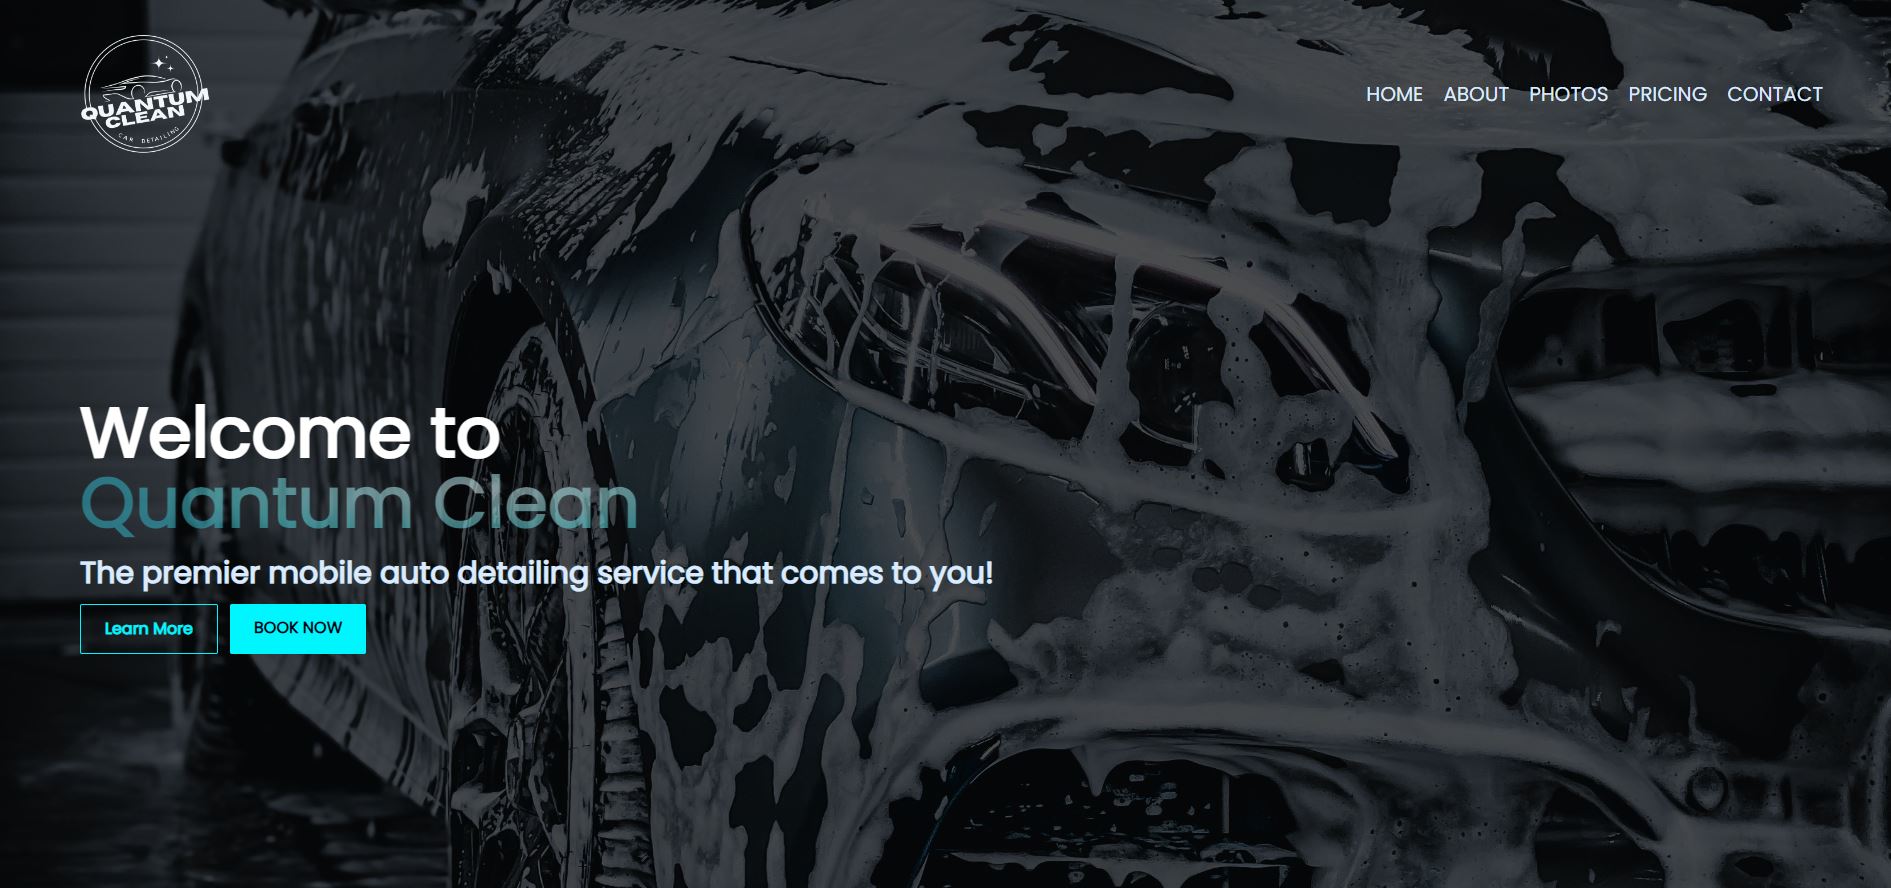 QUANTUM
CLEAN
CAR DETAILING
HOME ABOUT PHOTOS PRICING CONTACT
Welcome to
Quantum Clean
The premier mobile auto detailing service that comes to you!
Learn More BOOK NOW